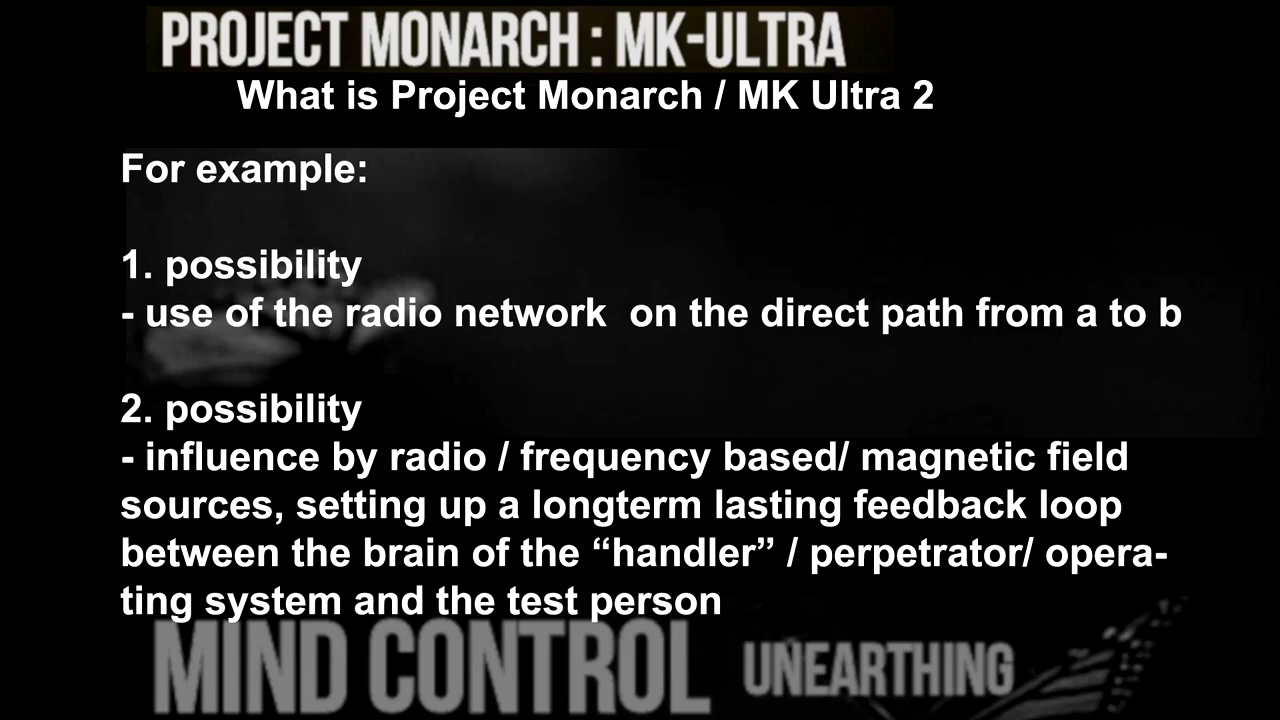 PROJECT MONARCH : MK-ULTRA
What is Project Monarch / MK Ultra 2
For example:
1. possibility
- use of the radio network  on the direct path from a to b
2. possibility
- influence by radio / frequency based/ magnetic field
sources, setting up a longterm lasting feedback loop
between the brain of the “handler” / perpetrator/ opera-
ting system and the test person
MIND CONTROL UNEARTHING